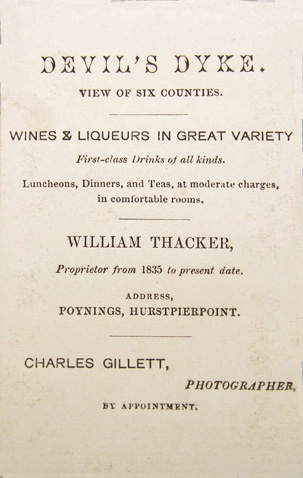 DEVIL'S DYKE.
VIEW OF SIX COUNTIES.
WINES & LIQUEURS IN GREAT VARIETY
First-class Drinks of all kinds.
Luncheons, Dinners, and Teas, at moderate charges,
in comfortable rooms.
WILLIAM THACKER,
Proprietor from 1835 to present date.
ADDRESS,
POYNINGS, HURSTPIERPOINT.
CHARLES GILLETT,
PHOTOGRAPHER,
BY APPOINTMENT.